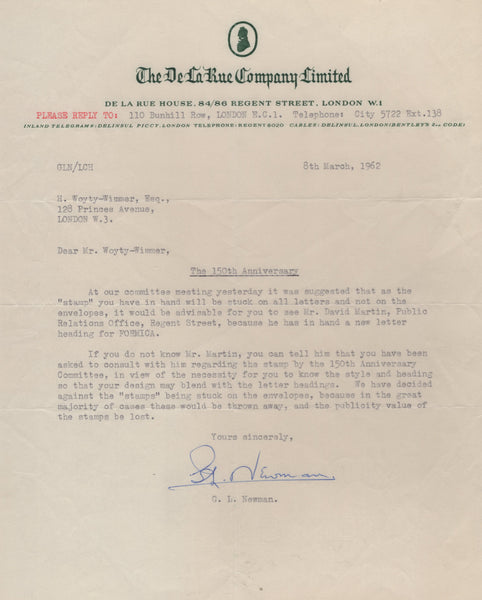 The De La Rue Company Limited
DE LA RUE HOUSE, 84/86 REGENT STREET, LONDON W.1
PLEASE REPLY TO: 110 Bunhill Row, LONDON E.C.1. Telephone: City 5722 Ext.138
INLAND TELEGRAMS: DELINSUL PICCY, LONDON TELEPHONE: REGENT 6020 CABLES: DELINSUL, LONDON (BENTLEY'S 2ND CODE)
GLN/LCH 8th March, 1962
H. Woyty-Wimmer, Esq.,
128 Princes Avenue,
LONDON W.3.
Dear Mr. Woyty-Wimmer,
The 150th Anniversary
At our committee meeting yesterday it was suggested that as the
"stamp" you have in hand will be stuck on all letters and not on the
envelopes, it would be advisable for you to see Mr. David Martin, Public
Relations Office, Regent Street, because he has in hand a new letter
heading for FORMICA.
If you do not know Mr. Martin, you can tell him that you have been
asked to consult with him regarding the stamp by the 150th Anniversary
Committee, in view of the necessity for you to know the style and heading
so that your design may blend with the letter headings. We have decided
against the "stamps" being stuck on the envelopes, because in the great
majority of cases these would be thrown away, and the publicity value of
the stamps be lost.
Yours sincerely,
G. L. Newman.
G. L. Newman.